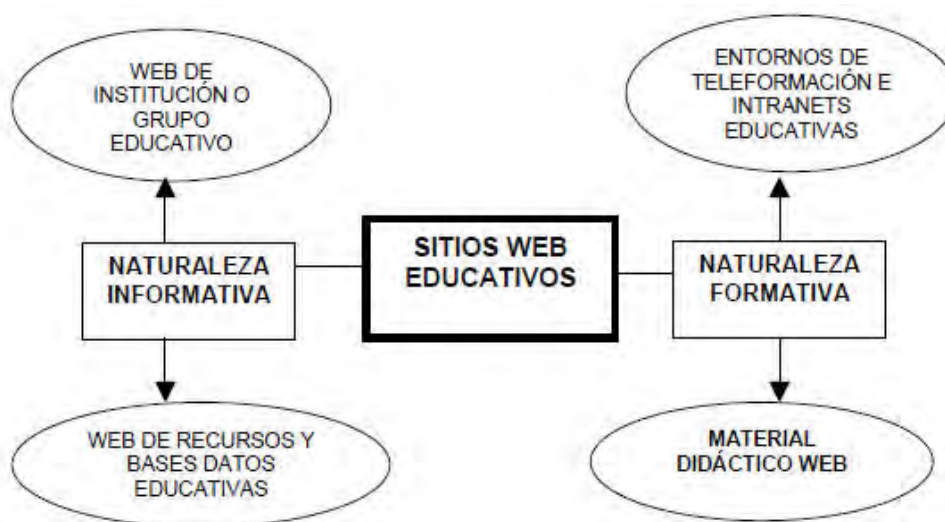 WEB DE
INSTITUCIÓN O
GRUPO
EDUCATIVO
ENTORNOS DE
TELEFORMACIÓN E
INTRANETS
EDUCATIVAS
NATURALEZA
INFORMATIVA
SITIOS WEB
EDUCATIVOS
NATURALEZA
FORMATIVA
WEB DE RECURSOS Y
BASES DATOS
EDUCATIVAS
MATERIAL
DIDÁCTICO WEB